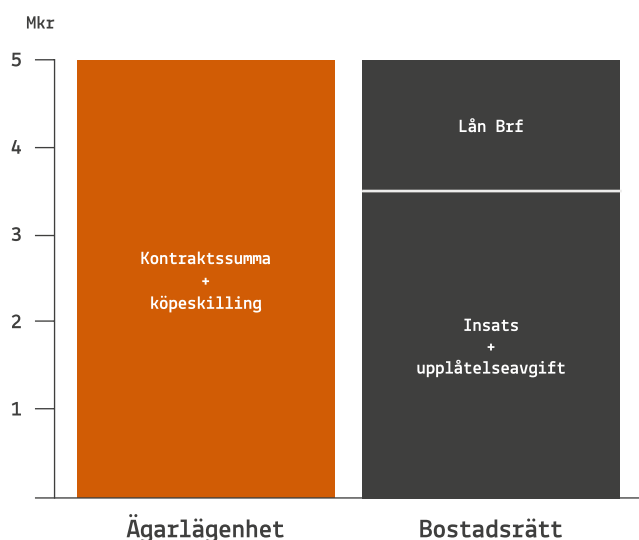 Mkr
5
4
3
2
1
Kontraktssumma
+
köpeskilling
Lån Brf
Insats
+
upplåtelseavgift
Ägarlägenhet
Bostadsrätt